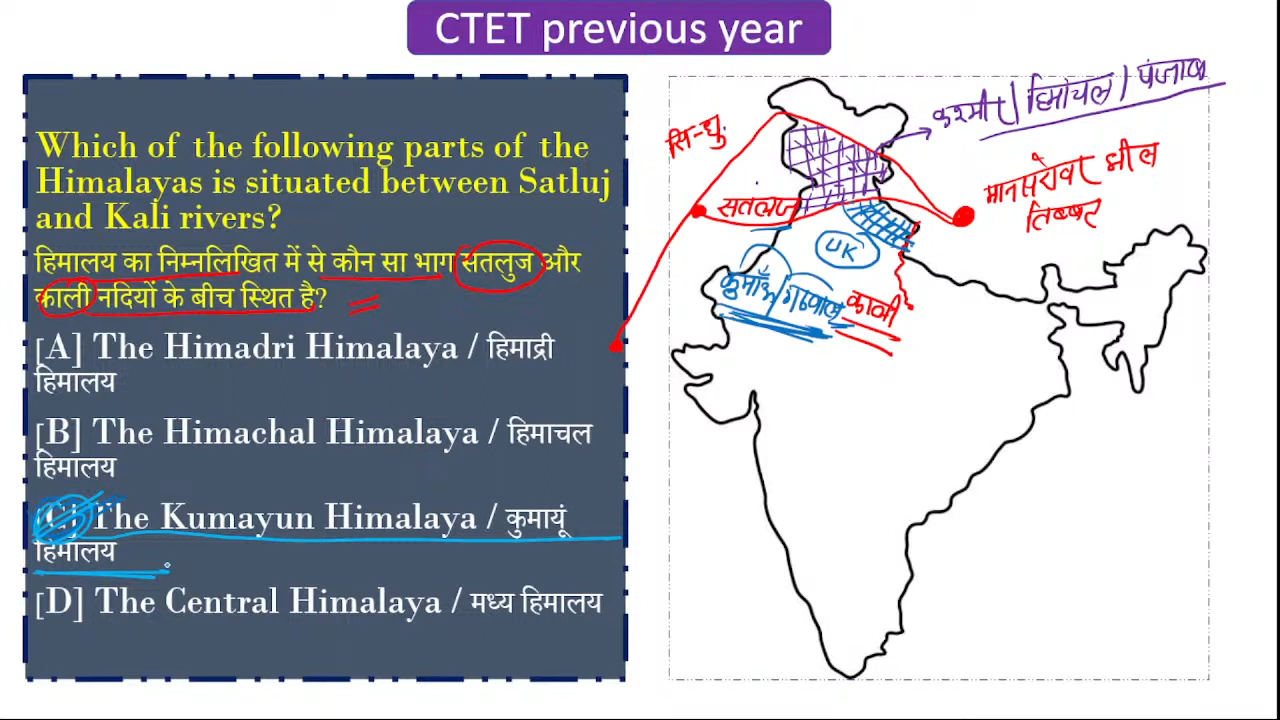 CTET previous year
Which of the following parts of the
Himalayas is situated between Satluj
and Kali rivers?
हिमालय का निम्नलिखित में से कौन सा भाग सतलुज और
काली नदियों के बीच स्थित है?
[A] The Himadri Himalaya / हिमाद्री
हिमालय
[B] The Himachal Himalaya / हिमाचल
हिमालय
[C] The Kumayun Himalaya / कुमायूं
हिमालय
[D] The Central Himalaya / मध्य हिमालय
कश्मीर / हिमाचल / पंजाब
सिन्धु
मानसरोवर झील
तिब्बत
सतलज
UK
कुमाँऊ / गढ़वाल काली